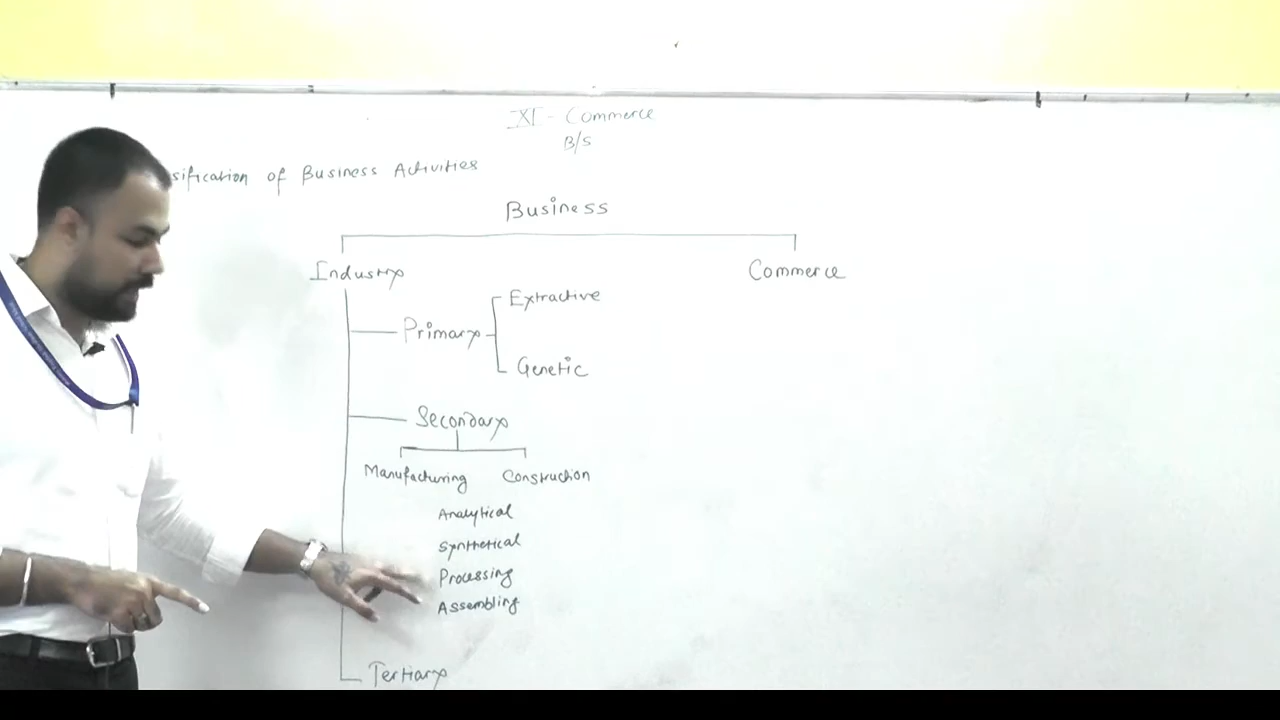 XI - Commerce
B/S
sification of Business Activities
Business
Industry
Commerce
Extractive
Primary
Genetic
Secondary
Manufacturing Construction
Analytical
Synthetical
Processing
Assembling
Tertiary